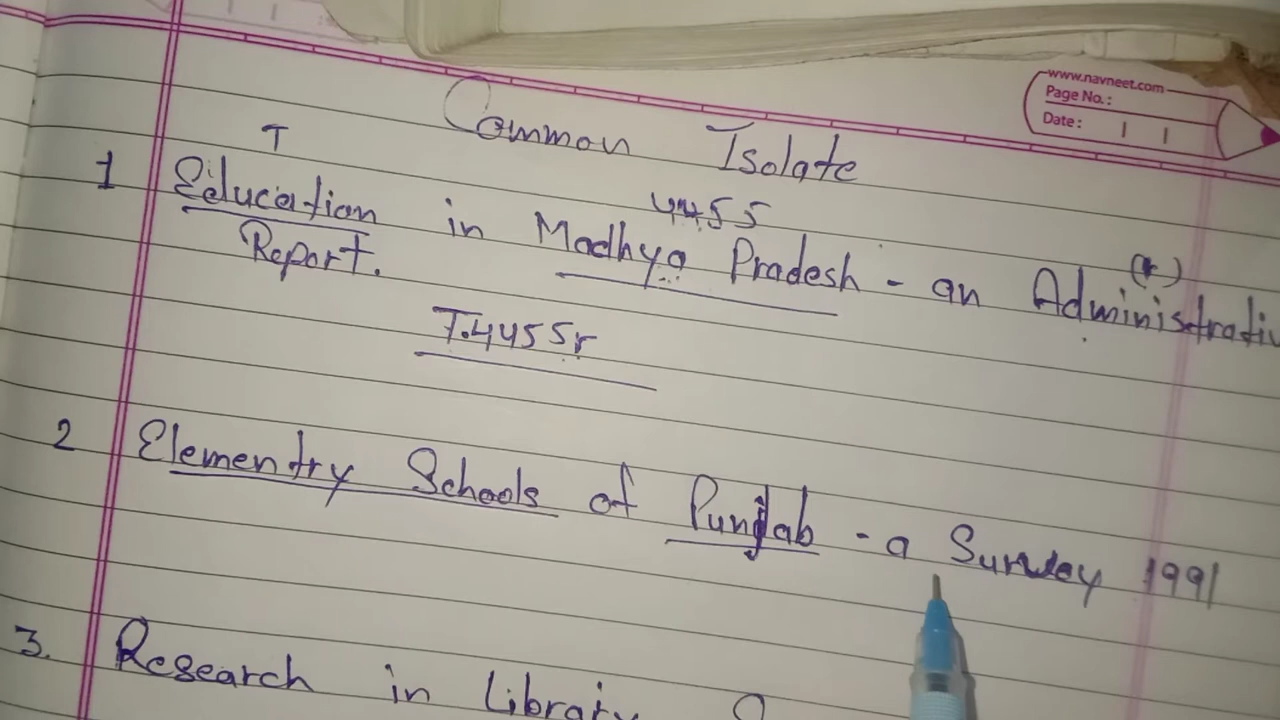 www.navneet.com
Page No.:
Date:
Common Isolate
T 4455 (r)
1 Education in Madhya Pradesh - an Administrativ
Report.
T.4455r
2 Elementry Schools of Punjab - a Survey 1991
3. Research in Library